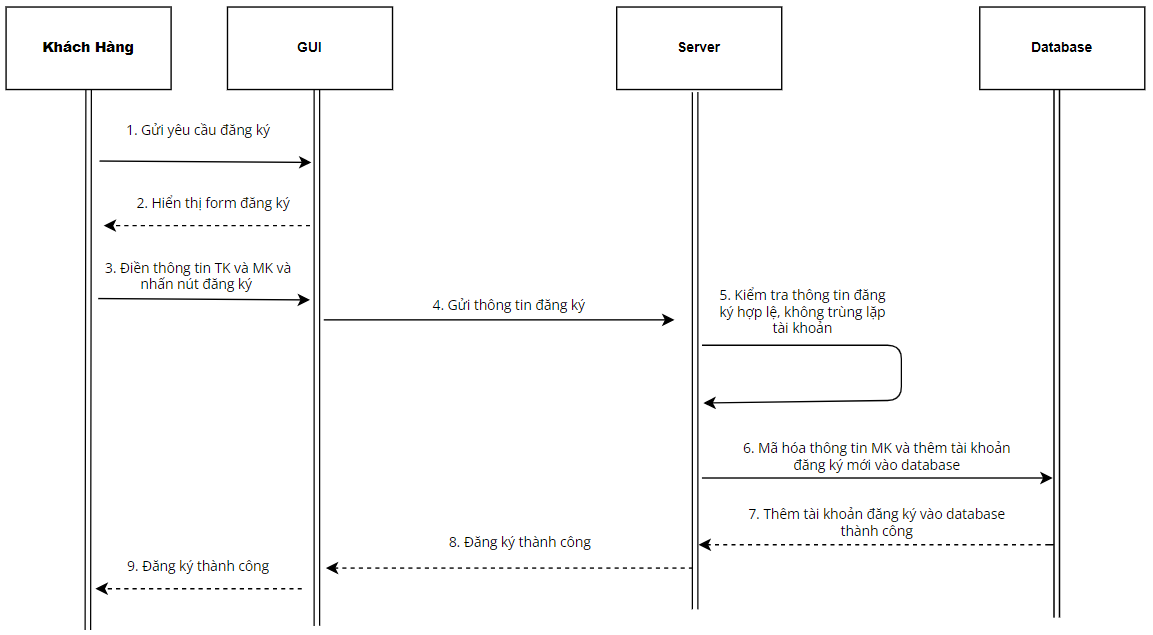 Khách Hàng
GUI
Server
Database
1. Gửi yêu cầu đăng ký
2. Hiển thị form đăng ký
3. Điền thông tin TK và MK và
nhấn nút đăng ký
4. Gửi thông tin đăng ký
5. Kiểm tra thông tin đăng
ký hợp lệ, không trùng lặp
tài khoản
6. Mã hóa thông tin MK và thêm tài khoản
đăng ký mới vào database
7. Thêm tài khoản đăng ký vào database
thành công
8. Đăng ký thành công
9. Đăng ký thành công